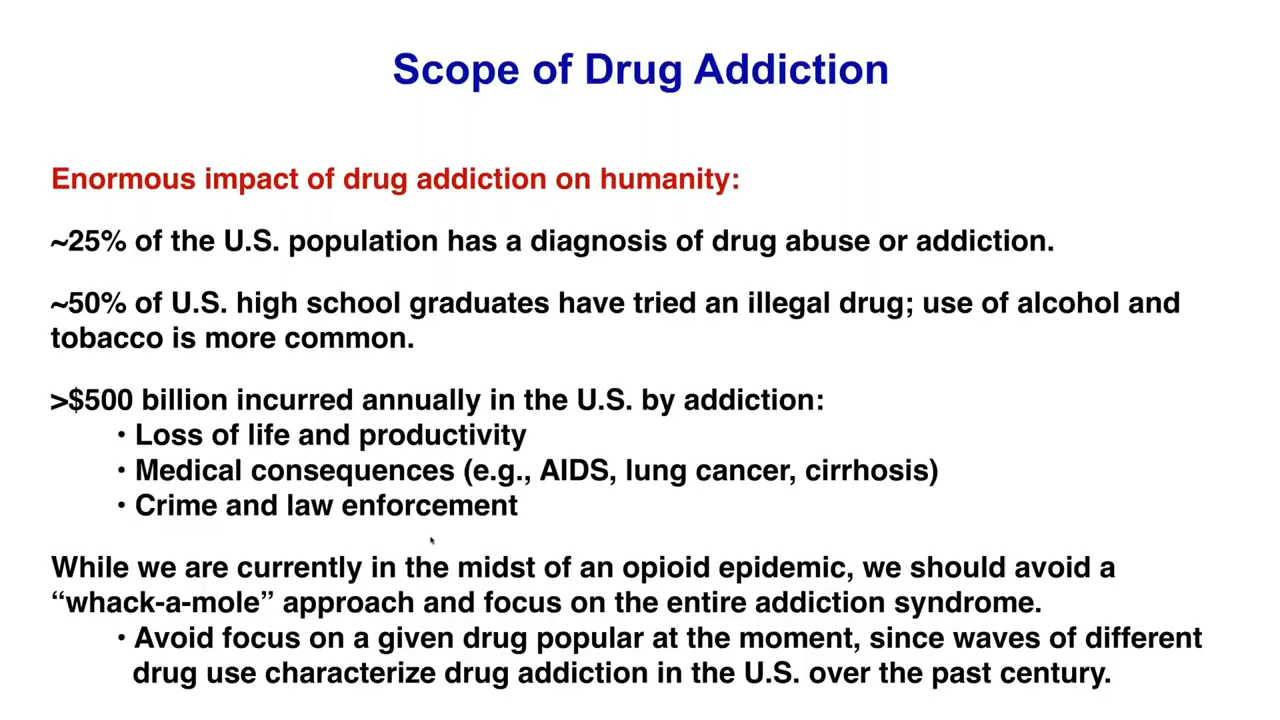 Scope of Drug Addiction
Enormous impact of drug addiction on humanity:
~25% of the U.S. population has a diagnosis of drug abuse or addiction.
~50% of U.S. high school graduates have tried an illegal drug; use of alcohol and
tobacco is more common.
>$500 billion incurred annually in the U.S. by addiction:
• Loss of life and productivity
• Medical consequences (e.g., AIDS, lung cancer, cirrhosis)
• Crime and law enforcement
While we are currently in the midst of an opioid epidemic, we should avoid a
“whack-a-mole” approach and focus on the entire addiction syndrome.
• Avoid focus on a given drug popular at the moment, since waves of different
drug use characterize drug addiction in the U.S. over the past century.